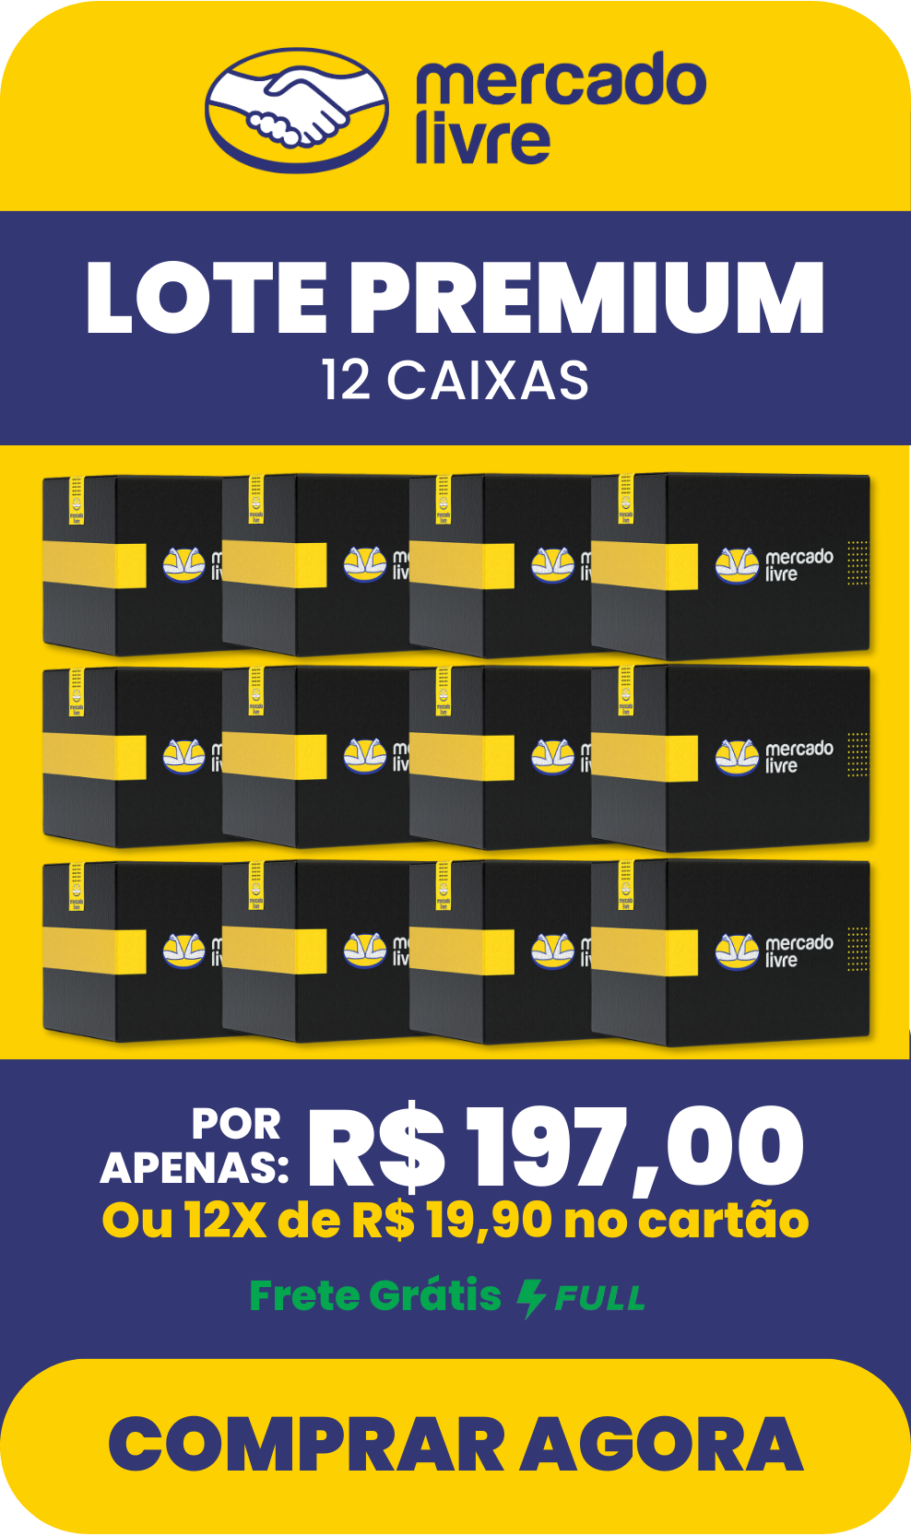 mercado
livre
LOTE PREMIUM
12 CAIXAS
mercado
livre
mercado
livre
mercado
livre
POR
APENAS: R$ 197,00
Ou 12X de R$ 19,90 no cartão
Frete Grátis FULL
COMPRAR AGORA